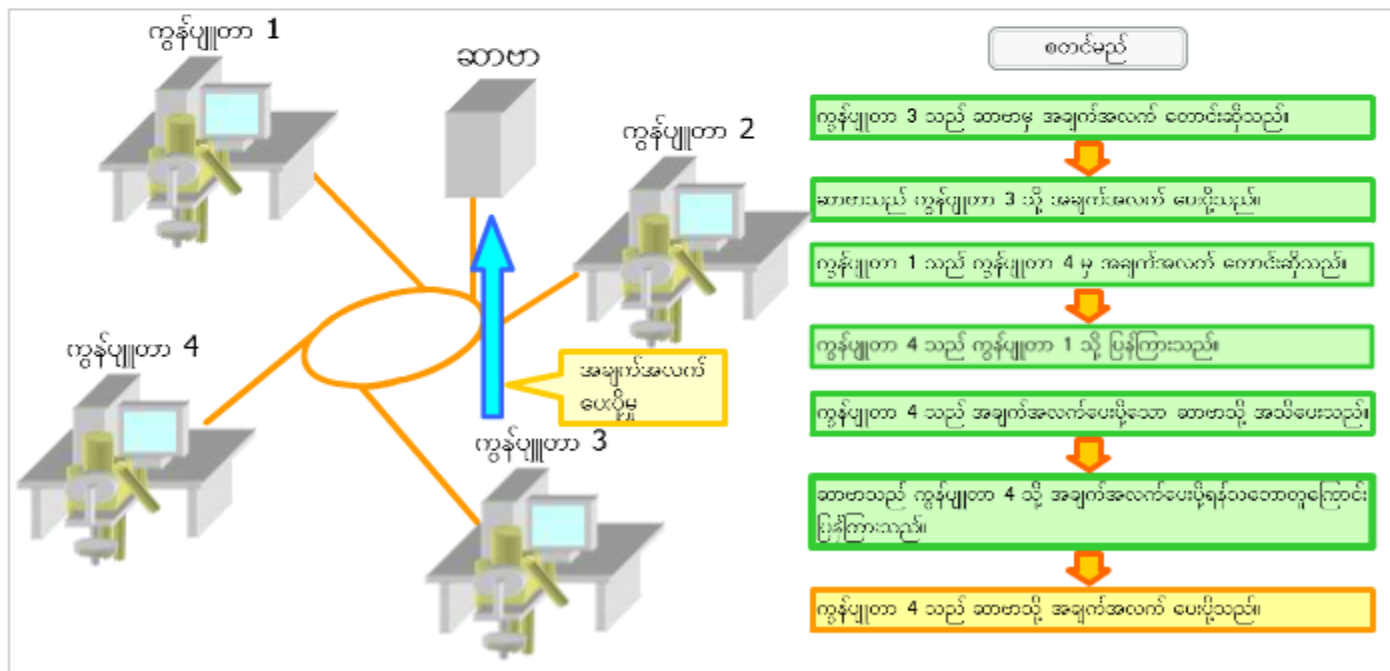 ကွန်ပျူတာ 1
ဆာဗာ
ကွန်ပျူတာ 2
ကွန်ပျူတာ 4
အချက်အလက်
ပေးပို့မှု
ကွန်ပျူတာ 3
စတင်မည်
ကွန်ပျူတာ 3 သည် ဆာဗာမှ အချက်အလက် တောင်းဆိုသည်။
ဆာဗာသည် ကွန်ပျူတာ 3 သို့ အချက်အလက် ပေးပို့သည်။
ကွန်ပျူတာ 1 သည် ကွန်ပျူတာ 4 မှ အချက်အလက် တောင်းဆိုသည်။
ကွန်ပျူတာ 4 သည် ကွန်ပျူတာ 1 သို့ ပြန်ကြားသည်။
ကွန်ပျူတာ 4 သည် အချက်အလက်ပေးပို့သော ဆာဗာသို့ အသိပေးသည်။
ဆာဗာသည် ကွန်ပျူတာ 4 သို့ အချက်အလက်ပေးပို့ရန်သဘောတူကြောင်း
ပြန်ကြားသည်။
ကွန်ပျူတာ 4 သည် ဆာဗာသို့ အချက်အလက် ပေးပို့သည်။